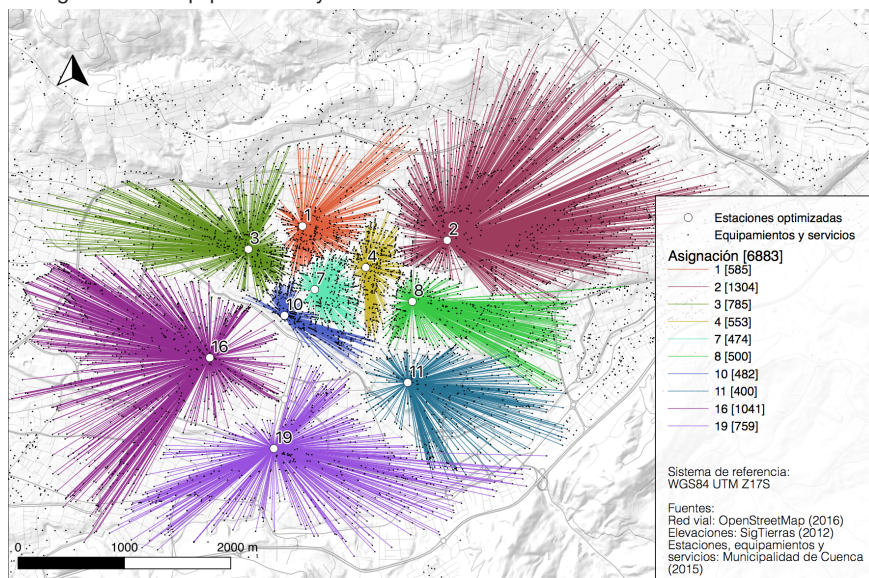 1
2
3
4
7
8
10
11
16
19
0 1000 2000 m
Estaciones optimizadas
Equipamientos y servicios
Asignación [6883]
1 [585]
2 [1304]
3 [785]
4 [553]
7 [474]
8 [500]
10 [482]
11 [400]
16 [1041]
19 [759]
Sistema de referencia:
WGS84 UTM Z17S
Fuentes:
Red vial: OpenStreetMap (2016)
Elevaciones: SigTierras (2012)
Estaciones, equipamientos y
servicios: Municipalidad de Cuenca
(2015)